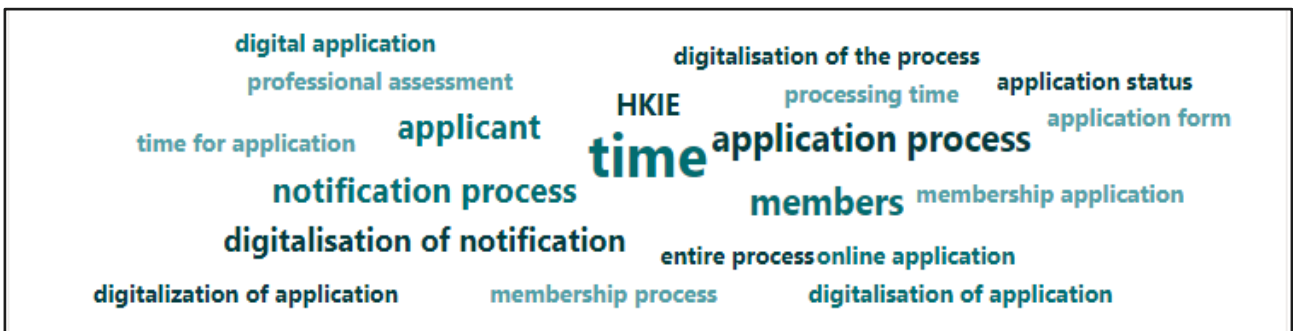 digital application
digitalisation of the process
professional assessment
application status
processing time
HKIE
application form
applicant
application process
time for application
time
notification process
members
membership application
digitalisation of notification
entire process
online application
digitalization of application
membership process
digitalisation of application